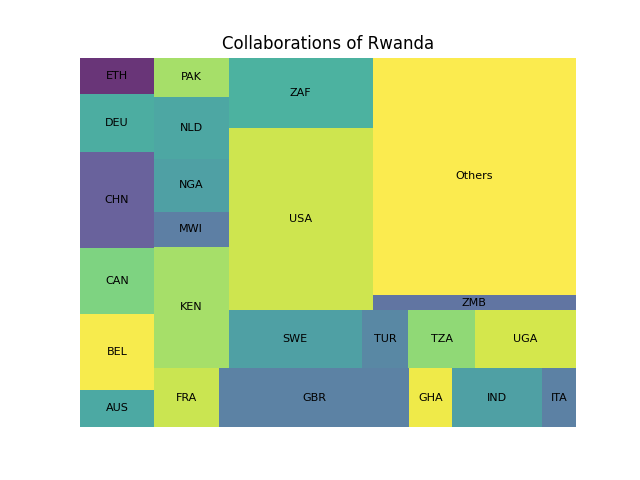 Collaborations of Rwanda
ETH
DEU
CHN
CAN
BEL
AUS
PAK
NLD
NGA
MWI
KEN
FRA
ZAF
USA
SWE
GBR
Others
ZMB
TUR
TZA
UGA
GHA
IND
ITA